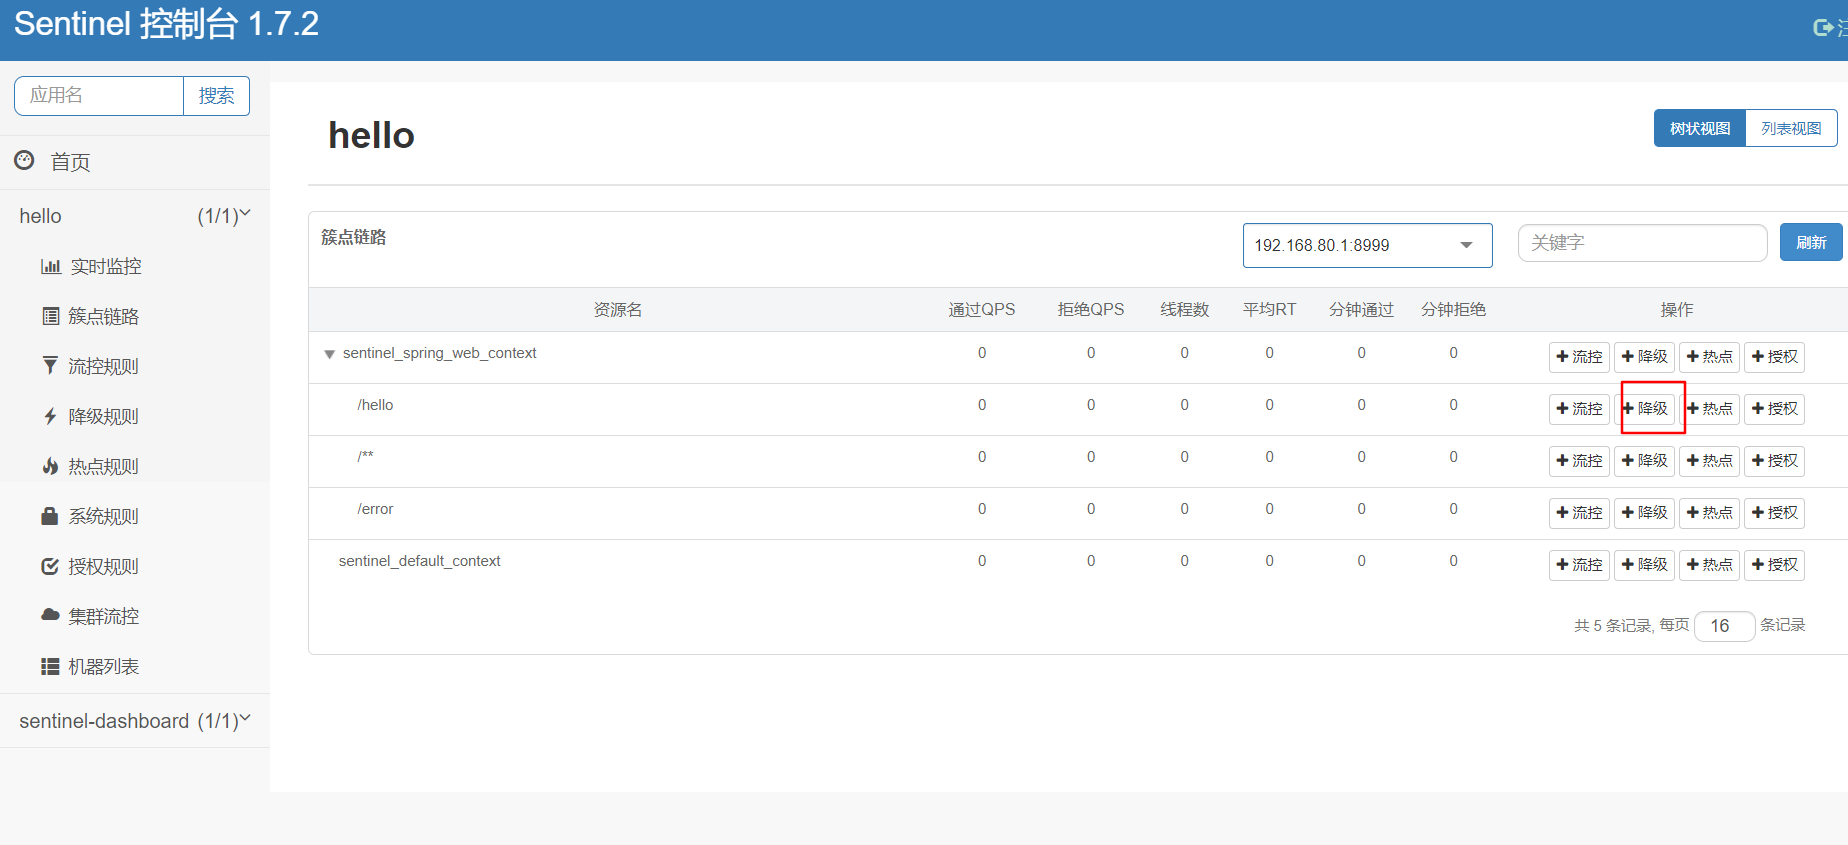 Sentinel 控制台 1.7.2
应用名 搜索
首页
hello (1/1)
实时监控
簇点链路
流控规则
降级规则
热点规则
系统规则
授权规则
集群流控
机器列表
sentinel-dashboard (1/1)
hello
树状视图 列表视图
簇点链路 192.168.80.1:8999 关键字 刷新
资源名 通过QPS 拒绝QPS 线程数 平均RT 分钟通过 分钟拒绝 操作
sentinel_spring_web_context 0 0 0 0 0 0 流控 降级 热点 授权
/hello 0 0 0 0 0 0 流控 降级 热点 授权
/** 0 0 0 0 0 0 流控 降级 热点 授权
/error 0 0 0 0 0 0 流控 降级 热点 授权
sentinel_default_context 0 0 0 0 0 0 流控 降级 热点 授权
共 5 条记录, 每页 16 条记录